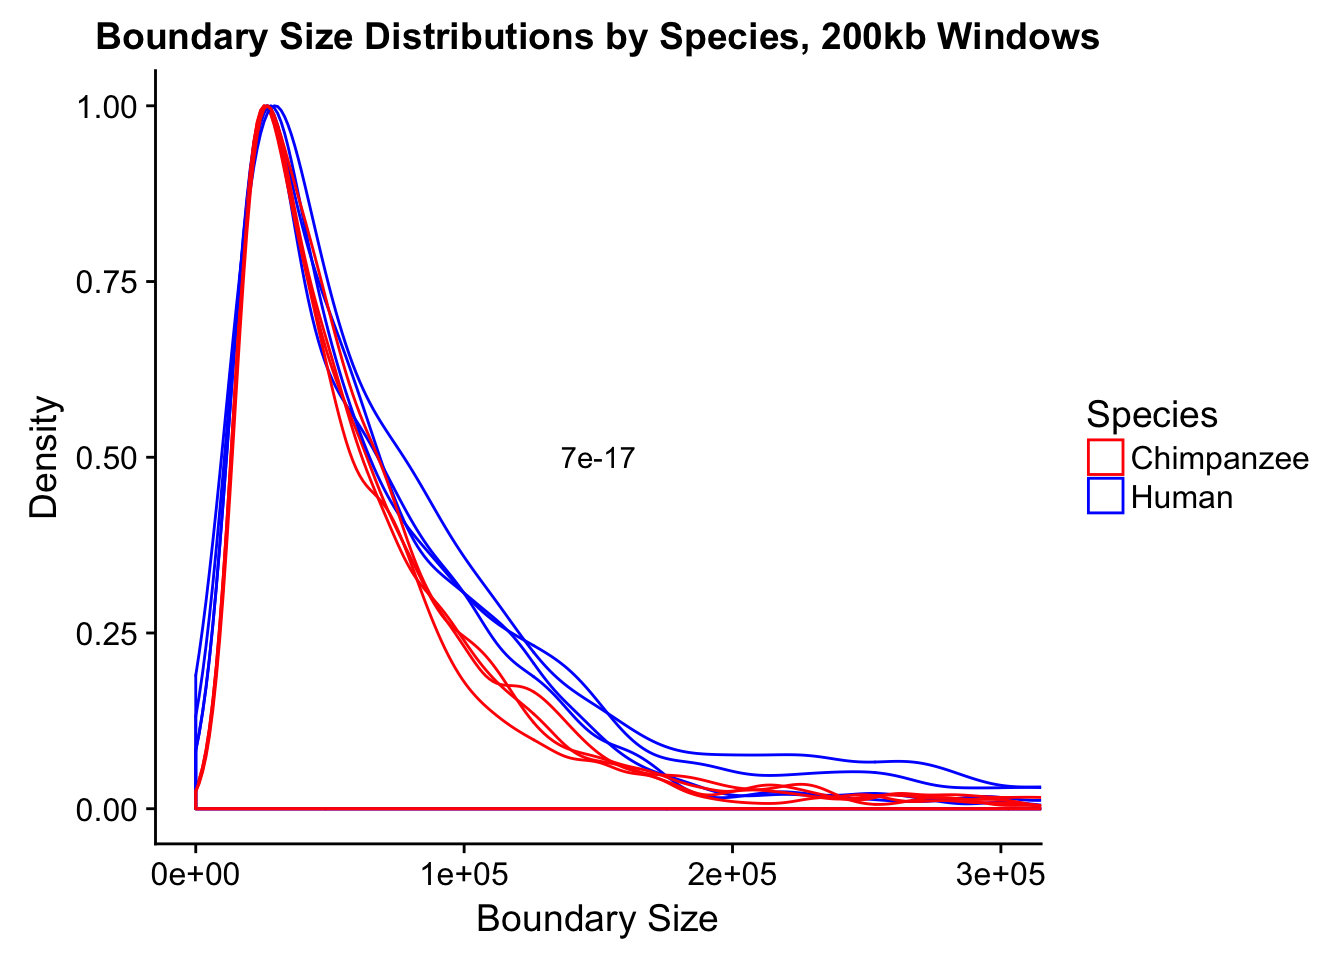 Boundary Size Distributions by Species, 200kb Windows
1.00
0.75
0.50
0.25
0.00
Density
7e-17
Species
Chimpanzee
Human
0e+00
1e+05
2e+05
3e+05
Boundary Size